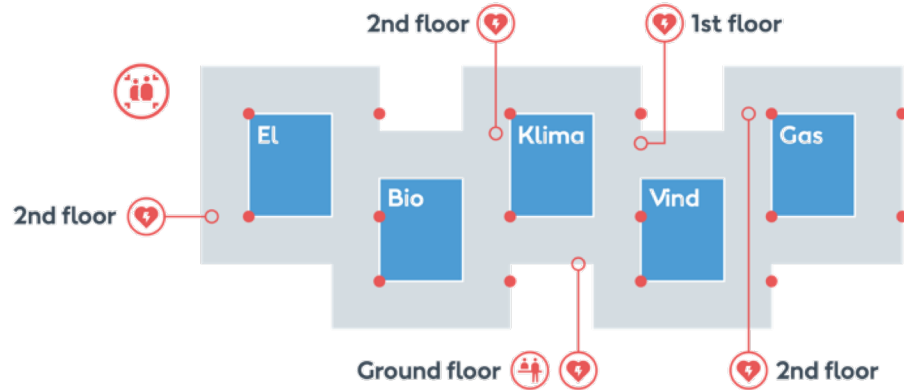 2nd floor
1st floor
El
Klima
Gas
Bio
Vind
2nd floor
Ground floor
2nd floor